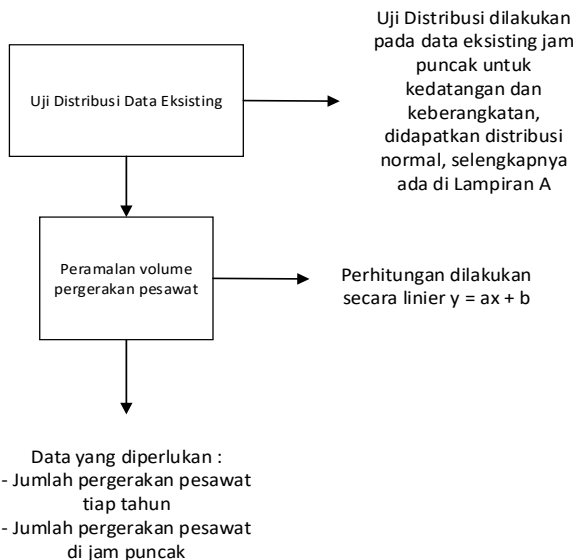 Uji Distribusi Data Eksisting
Uji Distribusi dilakukan
pada data eksisting jam
puncak untuk
kedatangan dan
keberangkatan,
didapatkan distribusi
normal, selengkapnya
ada di Lampiran A
Peramalan volume
pergerakan pesawat
Perhitungan dilakukan
secara linier y = ax + b
Data yang diperlukan :
- Jumlah pergerakan pesawat
tiap tahun
- Jumlah pergerakan pesawat
di jam puncak